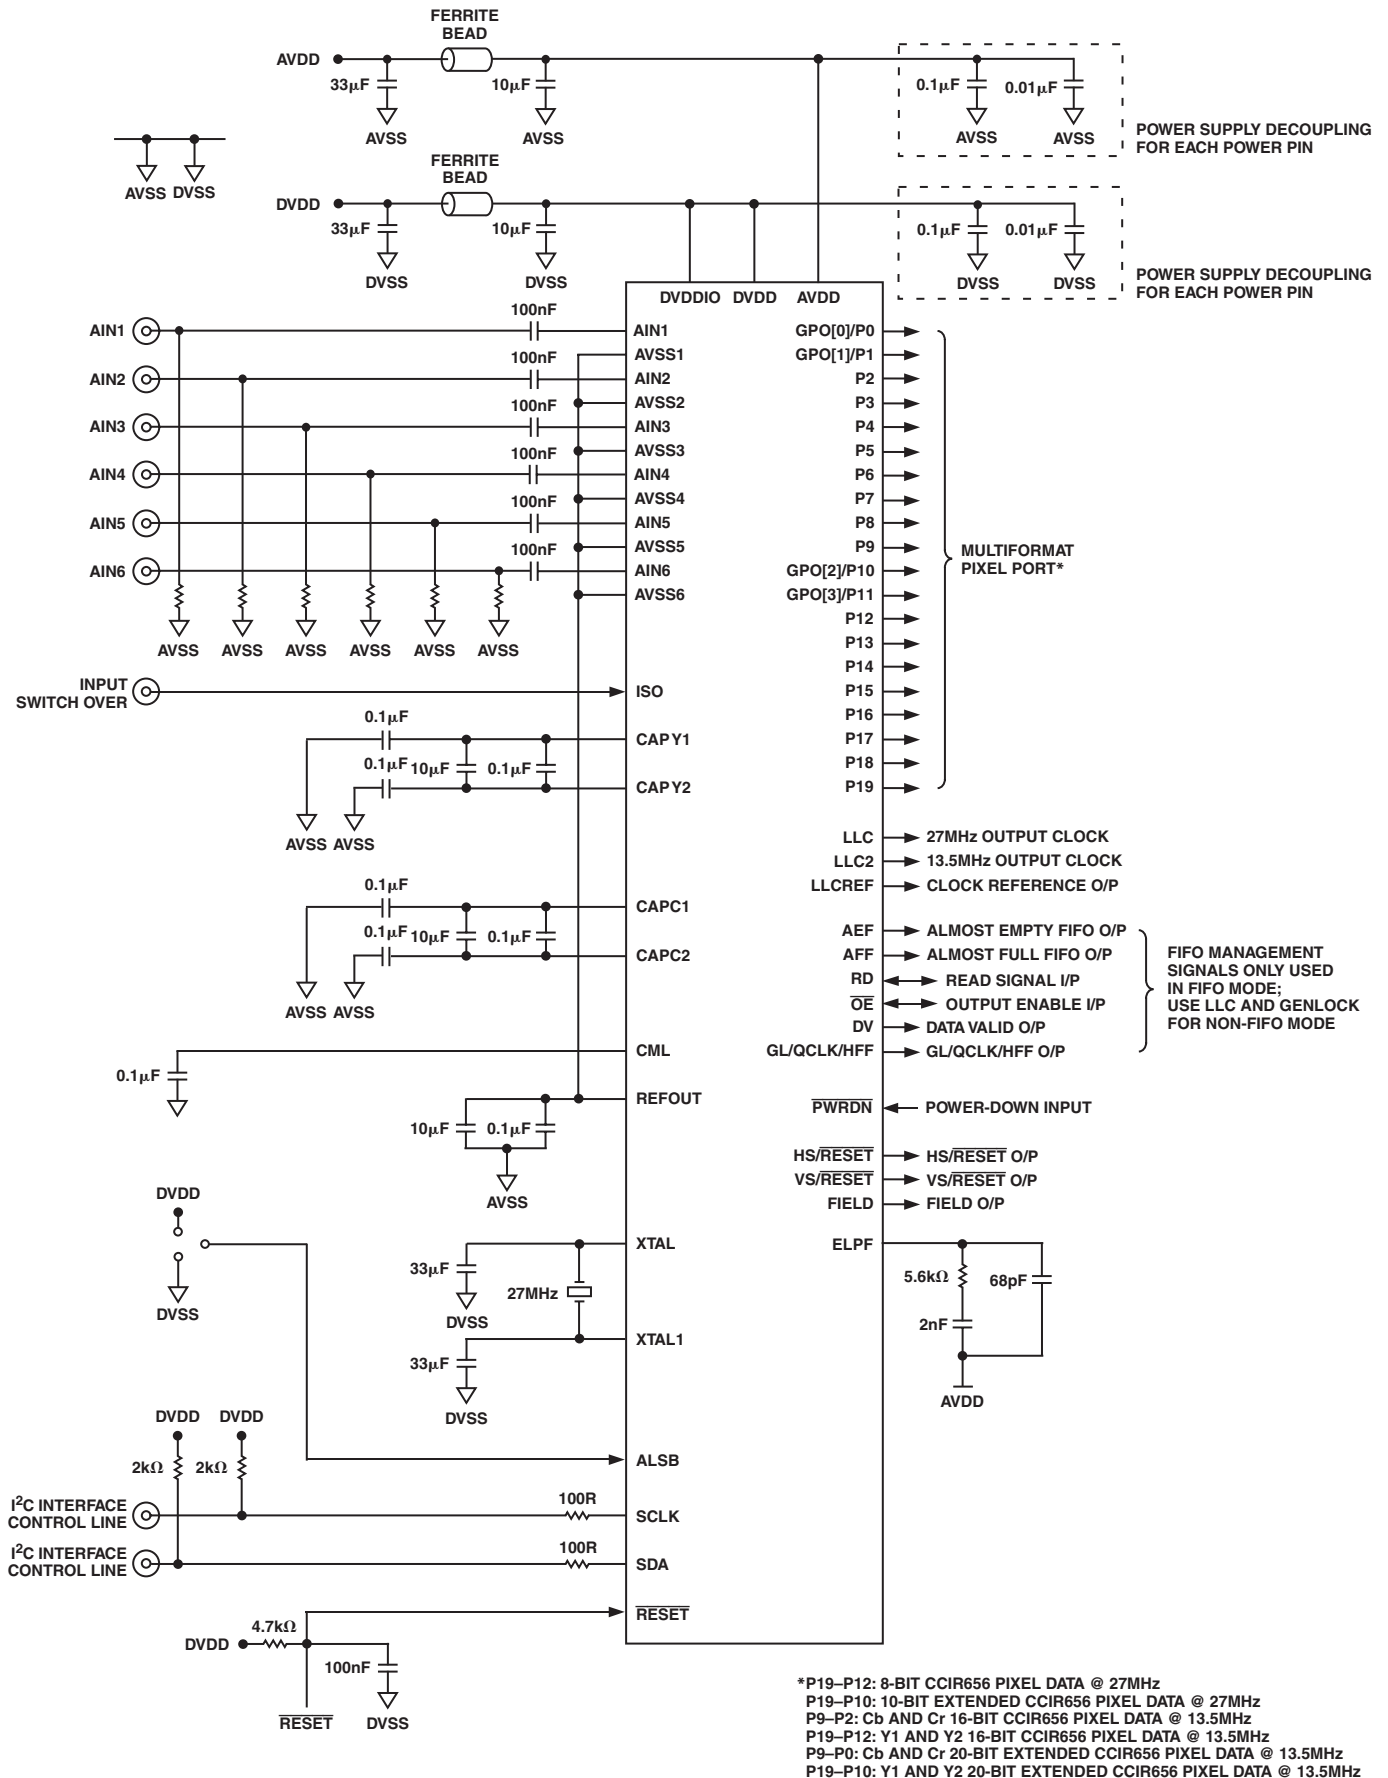 FERRITE
BEAD
AVDD
33µF
10µF
0.1µF
0.01µF
AVSS
AVSS
AVSS
AVSS
POWER SUPPLY DECOUPLING
FOR EACH POWER PIN
AVSS DVSS
FERRITE
BEAD
DVDD
33µF
10µF
0.1µF
0.01µF
DVSS
DVSS
DVSS
DVSS
POWER SUPPLY DECOUPLING
FOR EACH POWER PIN
DVDDIO DVDD AVDD
AIN1
100nF
AIN1
AVSS1
AIN2
100nF
AIN2
AVSS2
AIN3
100nF
AIN3
AVSS3
AIN4
100nF
AIN4
AVSS4
AIN5
100nF
AIN5
AVSS5
AIN6
100nF
AIN6
AVSS6
AVSS AVSS AVSS AVSS AVSS AVSS
GPO[0]/P0
GPO[1]/P1
P2
P3
P4
P5
P6
P7
P8
P9
GPO[2]/P10
GPO[3]/P11
P12
P13
P14
P15
P16
P17
P18
P19
MULTIFORMAT
PIXEL PORT*
INPUT
SWITCH OVER
ISO
0.1µF
CAPY1
0.1µF 10µF 0.1µF
CAPY2
AVSS AVSS
0.1µF
CAPC1
0.1µF 10µF 0.1µF
CAPC2
AVSS AVSS
LLC 27MHz OUTPUT CLOCK
LLC2 13.5MHz OUTPUT CLOCK
LLCREF CLOCK REFERENCE O/P
AEF ALMOST EMPTY FIFO O/P
AFF ALMOST FULL FIFO O/P
RD READ SIGNAL I/P
OE OUTPUT ENABLE I/P
DV DATA VALID O/P
GL/QCLK/HFF GL/QCLK/HFF O/P
FIFO MANAGEMENT
SIGNALS ONLY USED
IN FIFO MODE;
USE LLC AND GENLOCK
FOR NON-FIFO MODE
CML
0.1µF
REFOUT
10µF 0.1µF
AVSS
PWRDN POWER-DOWN INPUT
HS/RESET HS/RESET O/P
VS/RESET VS/RESET O/P
FIELD FIELD O/P
DVDD
DVSS
XTAL
33µF
DVSS
27MHz
XTAL1
33µF
DVSS
ELPF
5.6kΩ
68pF
2nF
AVDD
DVDD DVDD
2kΩ 2kΩ
ALSB
I2C INTERFACE
CONTROL LINE
100R
SCLK
I2C INTERFACE
CONTROL LINE
100R
SDA
RESET
4.7kΩ
DVDD
100nF
RESET
DVSS
*P19–P12: 8-BIT CCIR656 PIXEL DATA @ 27MHz
P19–P10: 10-BIT EXTENDED CCIR656 PIXEL DATA @ 27MHz
P9–P2: Cb AND Cr 16-BIT CCIR656 PIXEL DATA @ 13.5MHz
P19–P12: Y1 AND Y2 16-BIT CCIR656 PIXEL DATA @ 13.5MHz
P9–P0: Cb AND Cr 20-BIT EXTENDED CCIR656 PIXEL DATA @ 13.5MHz
P19–P10: Y1 AND Y2 20-BIT EXTENDED CCIR656 PIXEL DATA @ 13.5MHz